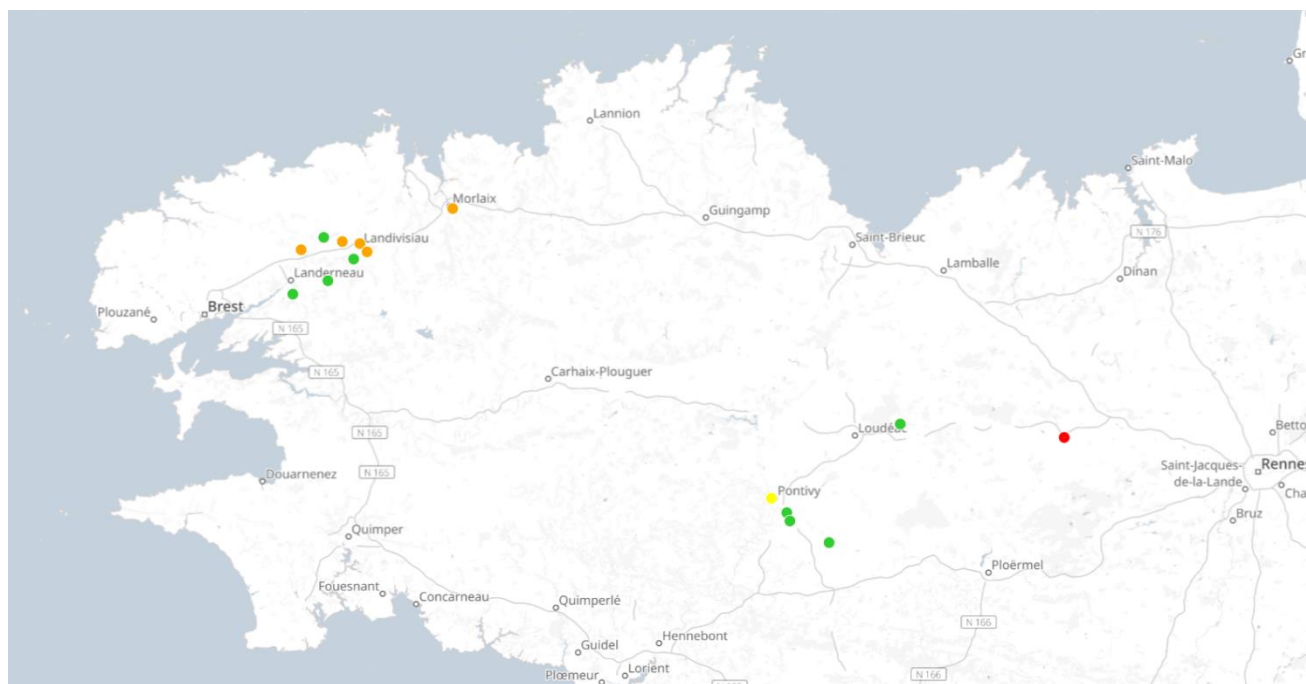 Gr
Lannion
Saint-Malo
Morlaix
Guingamp
N 176
Landivisiau
Saint-Brieuc
Lamballe
Landerneau
Dinan
Brest
Plouzané
N 165
N 165
Carhaix-Plouguer
Loudéac
Betto
N 165
Saint-Jacques-
de-la-Lande
Rennes
Douarnenez
N 165
Pontivy
Cha
Bruz
Quimper
Ploërmel
Fouesnant
Concarneau
Quimperlé
N 166
Hennebont
Guidel
Lorient
Plœmeur
N 166